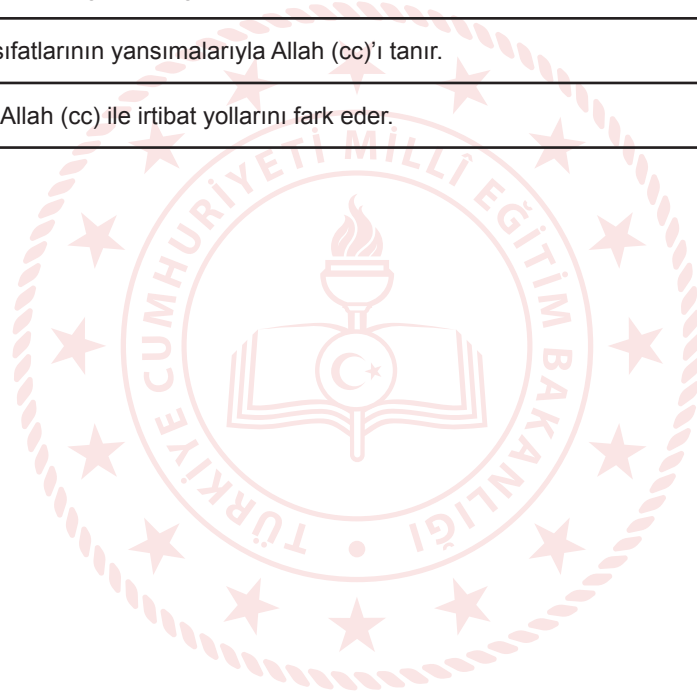 sıfatlarının yansımalarıyla Allah (cc)’ı tanır.
Allah (cc) ile irtibat yollarını fark eder.
TÜRKİYE CUMHURİYETİ MİLLÎ EĞİTİM BAKANLIĞI